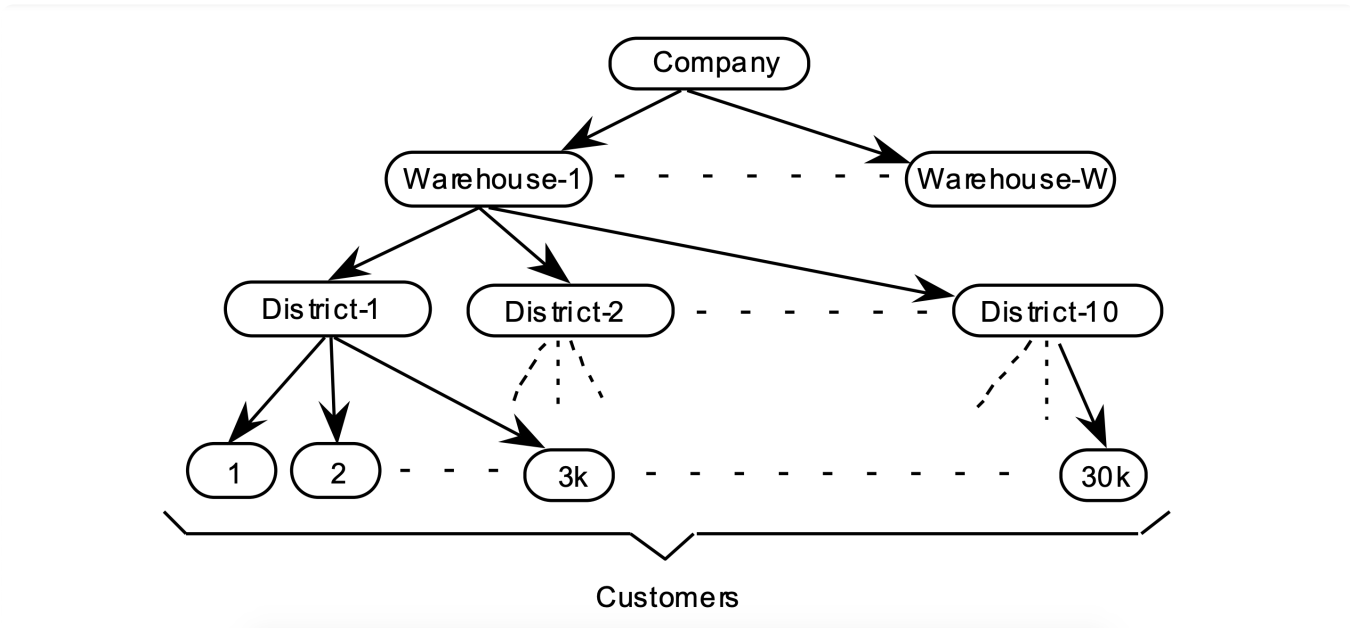 Company
Warehouse-1 Warehouse-W
District-1 District-2 District-10
1 2 3k 30k
Customers